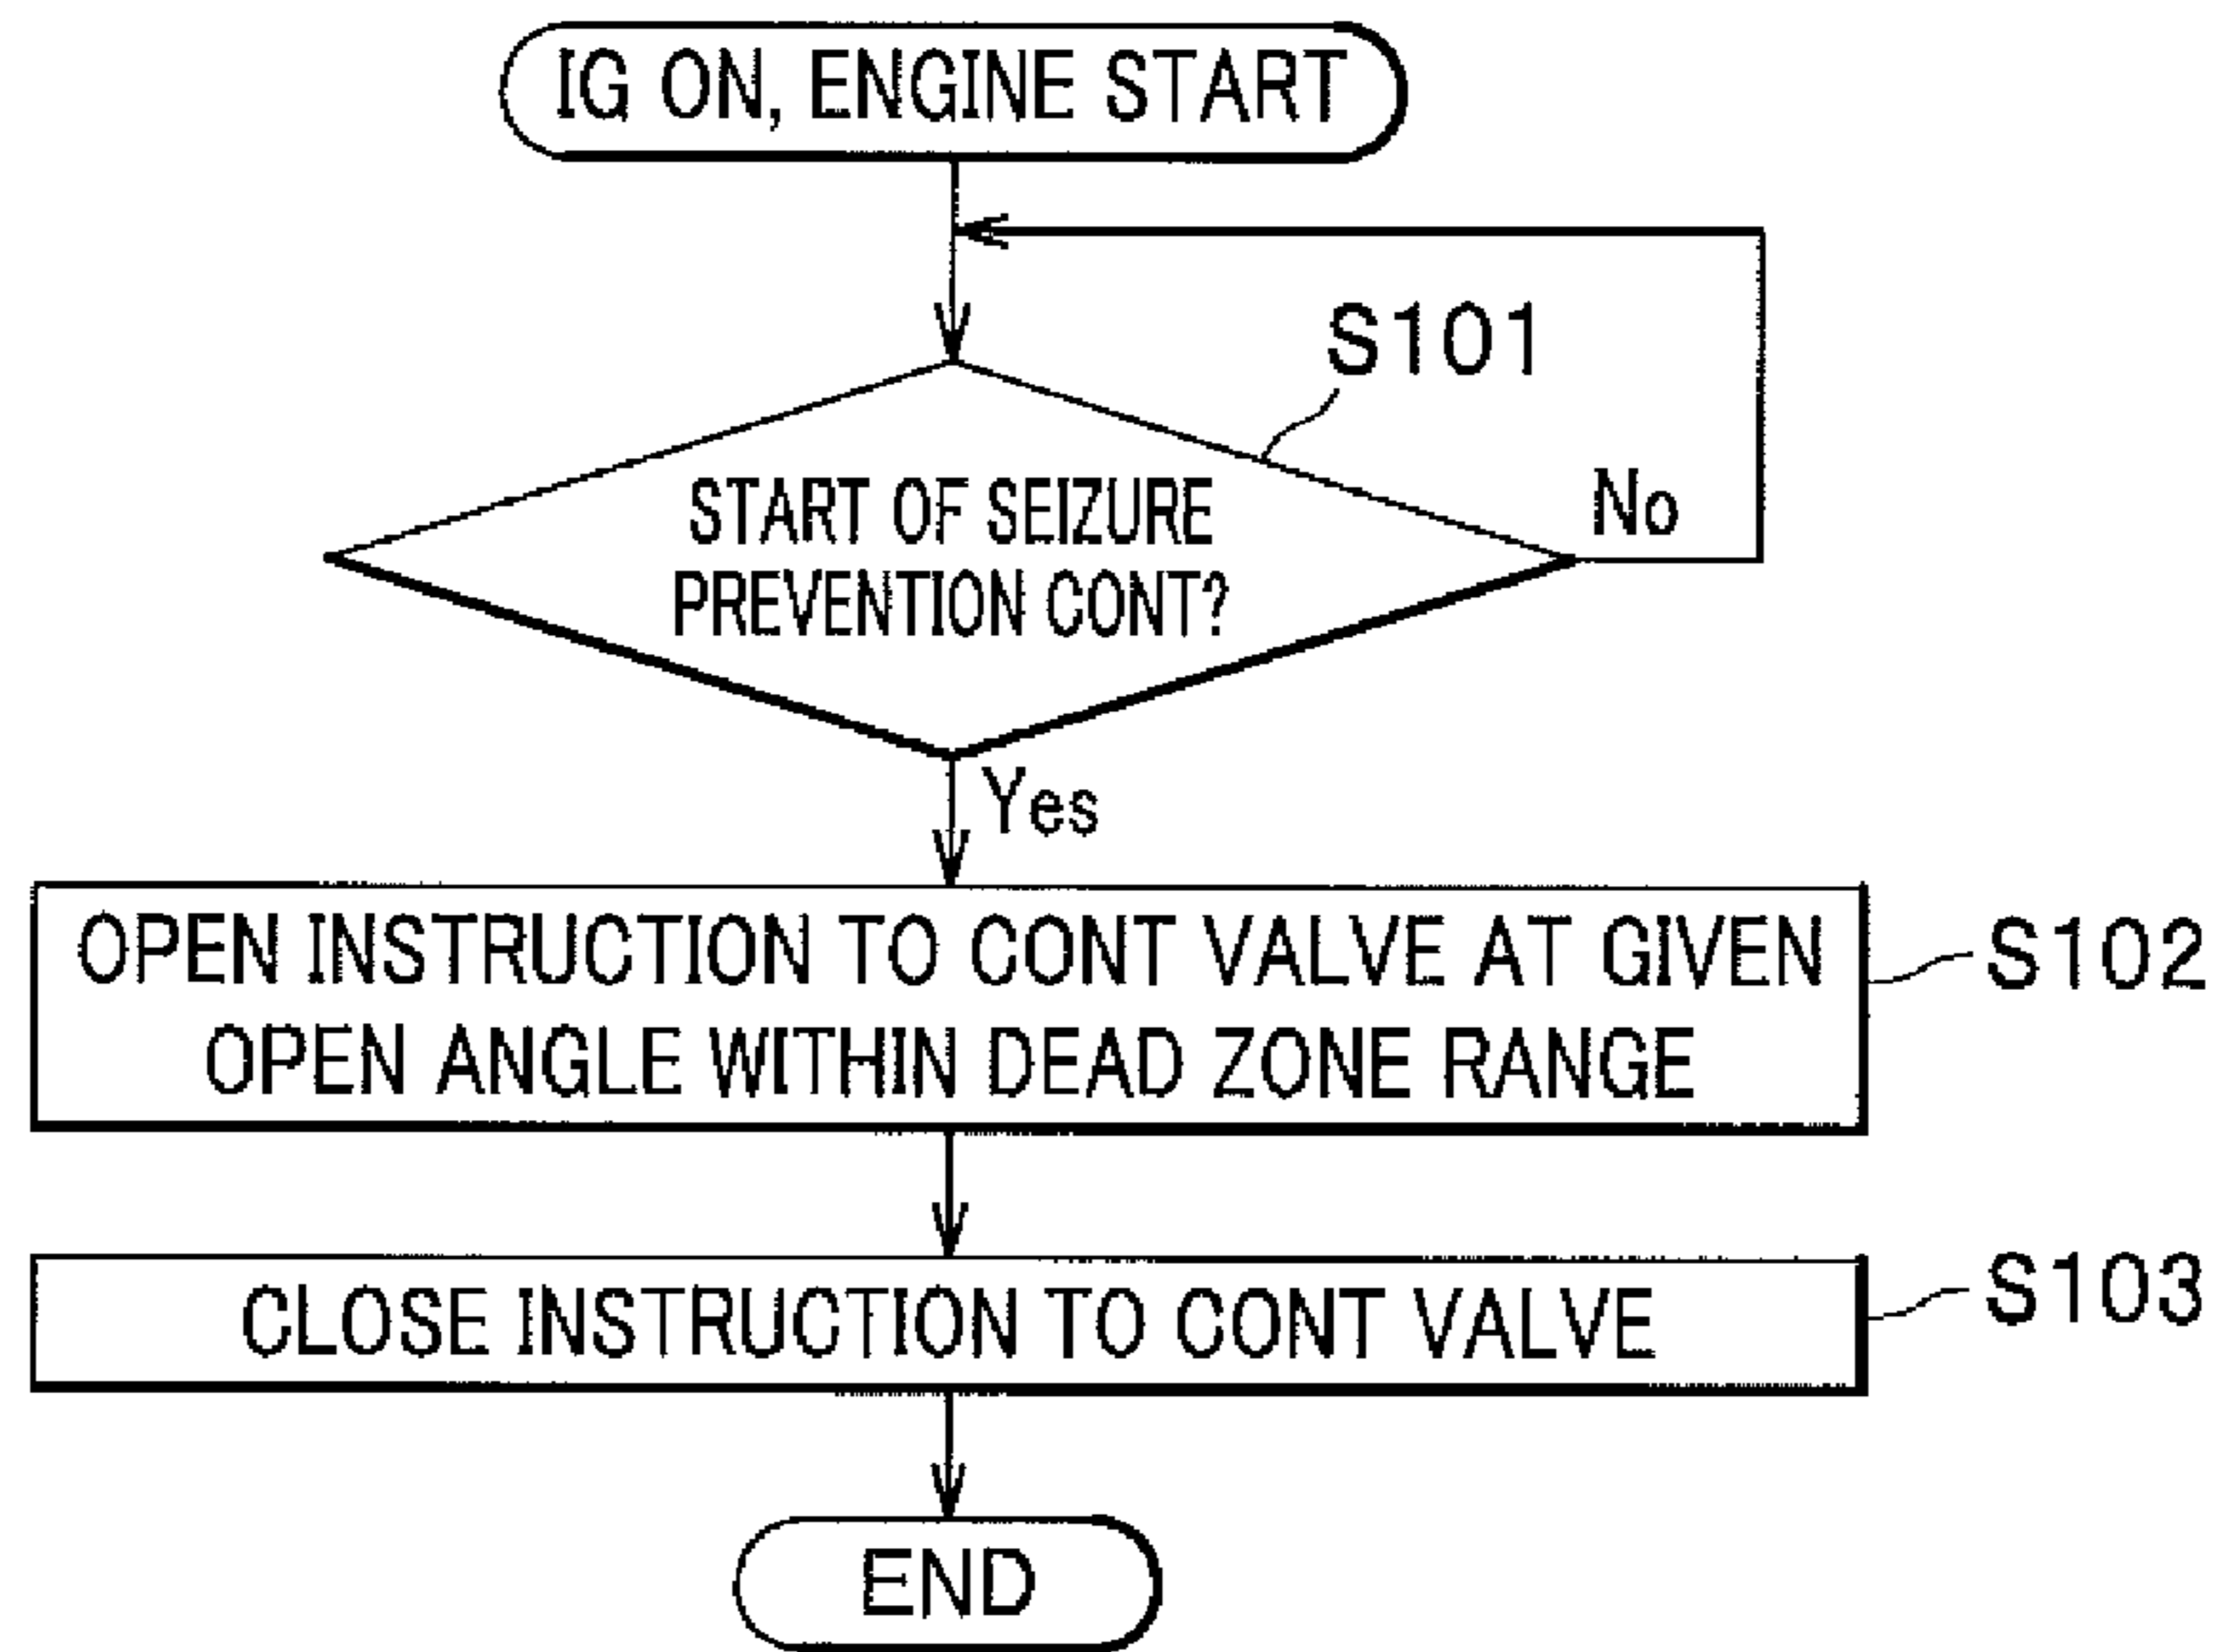 IG ON, ENGINE START
S101
START OF SEIZURE
PREVENTION CONT?
No
Yes
OPEN INSTRUCTION TO CONT VALVE AT GIVEN
OPEN ANGLE WITHIN DEAD ZONE RANGE
S102
CLOSE INSTRUCTION TO CONT VALVE
S103
END